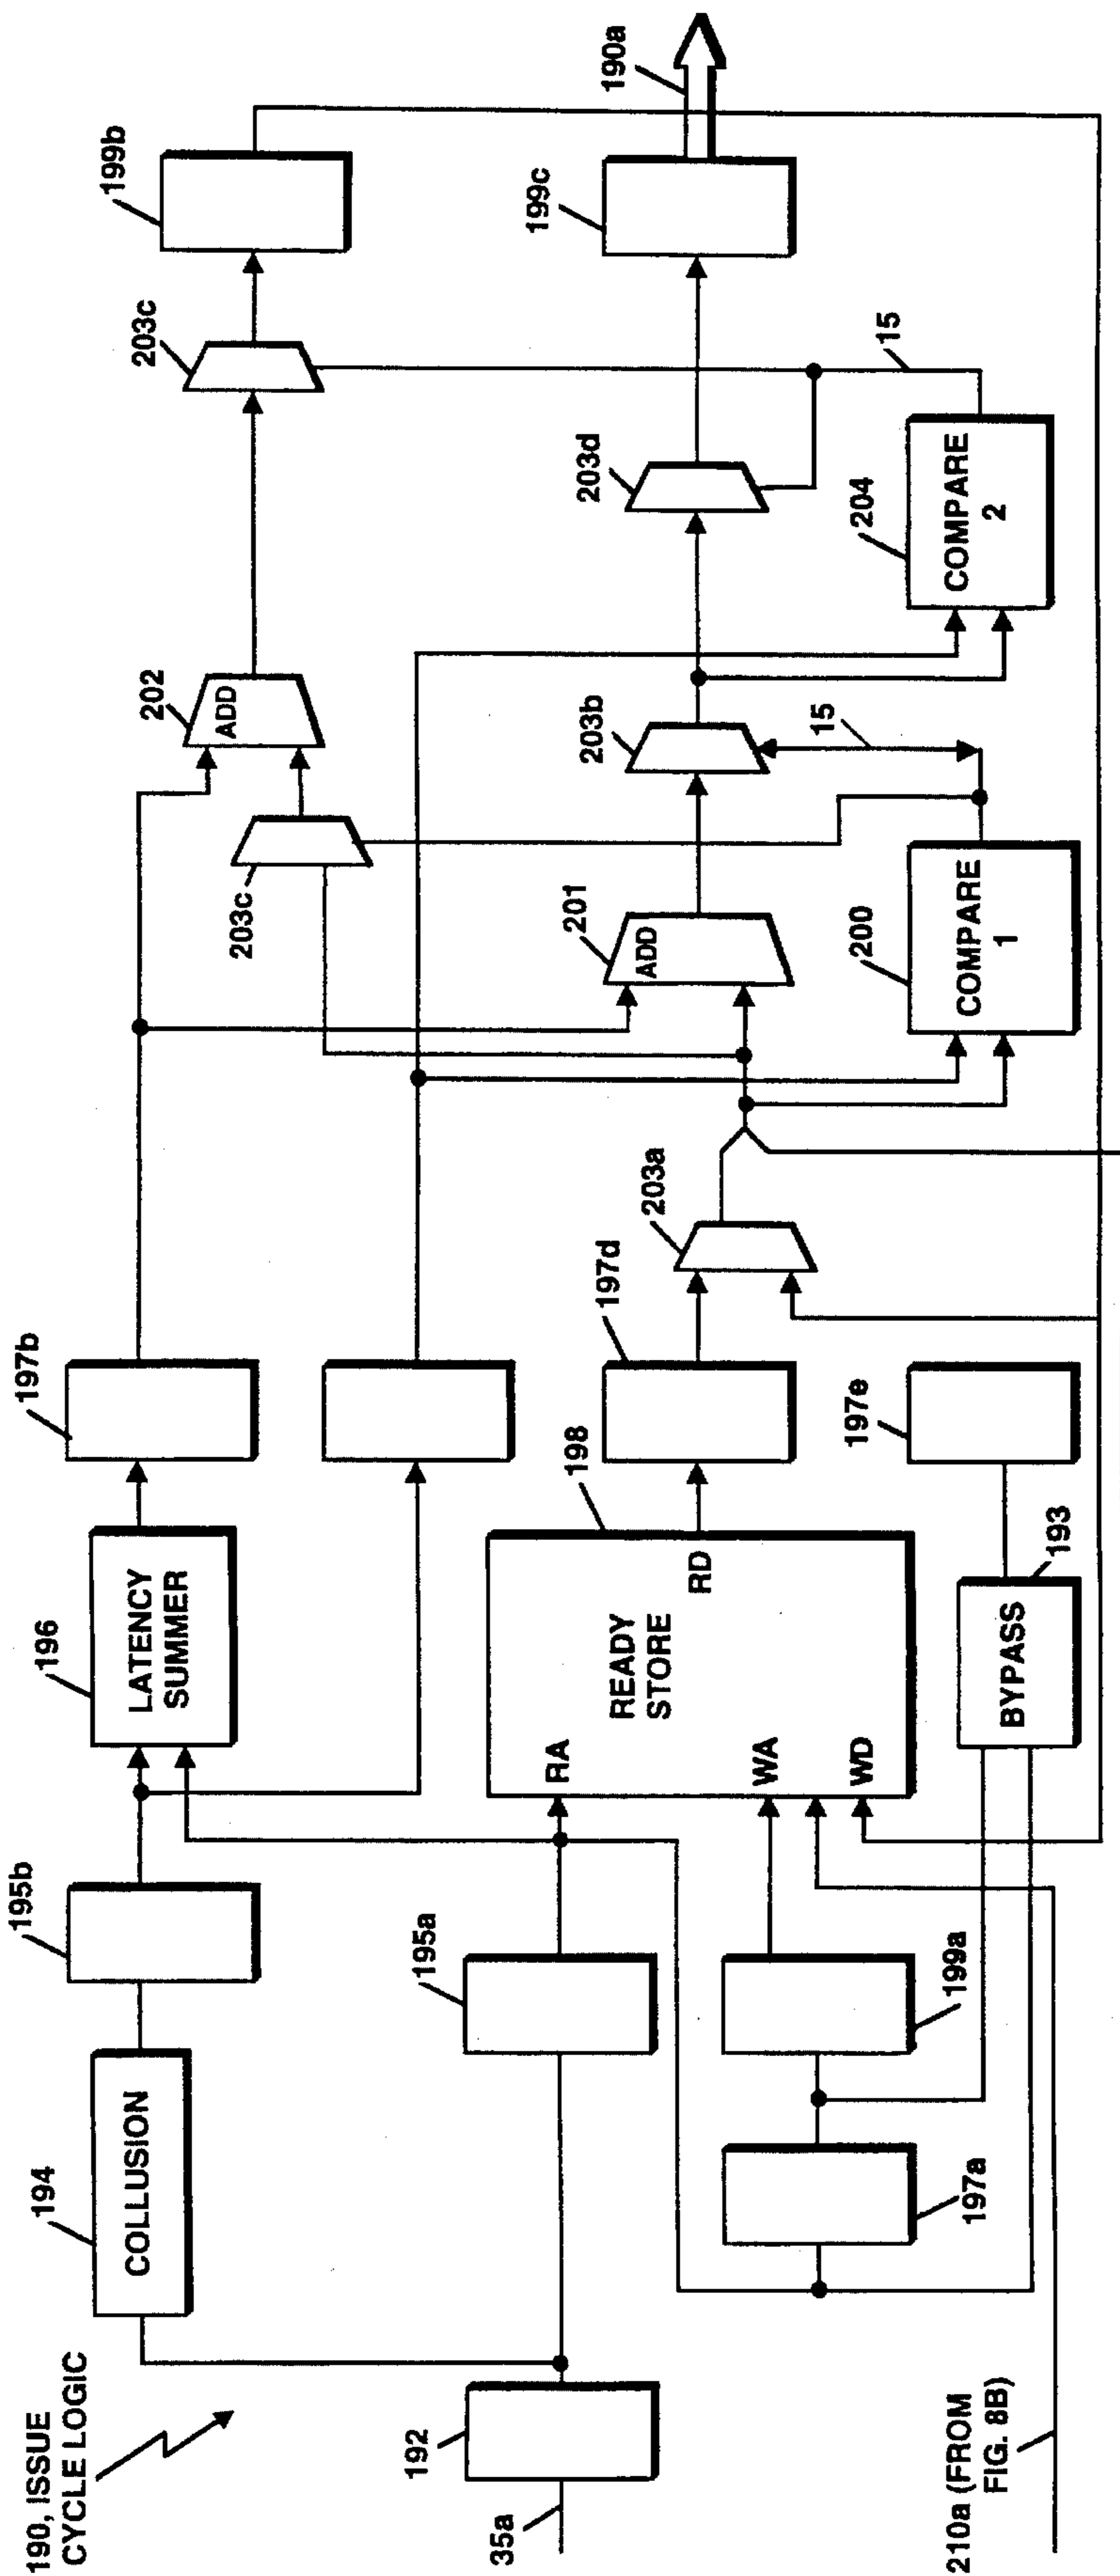 190, ISSUE
CYCLE LOGIC
194
COLLUSION
195b
196
LATENCY
SUMMER
197b
202
ADD
203c
203c
199b
35a
192
195a
RA
READY
STORE
RD
WA
WD
198
197d
203a
201
ADD
203b
15
203d
199c
190a
197a
199a
BYPASS
193
197e
200
COMPARE
1
204
COMPARE
2
15
210a (FROM
FIG. 8B)